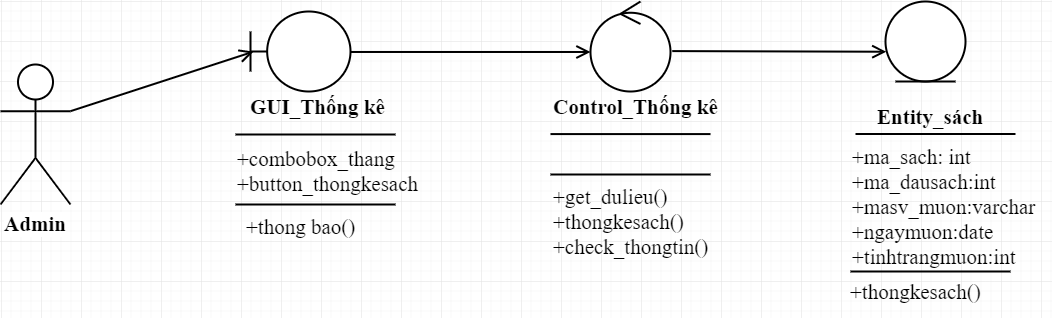 Admin
GUI_Thống kê
+combobox_thang
+button_thongkesach
+thong bao()
Control_Thống kê
+get_dulieu()
+thongkesach()
+check_thongtin()
Entity_sách
+ma_sach: int
+ma_dausach:int
+masv_muon:varchar
+ngaymuon:date
+tinhtrangmuon:int
+thongkesach()